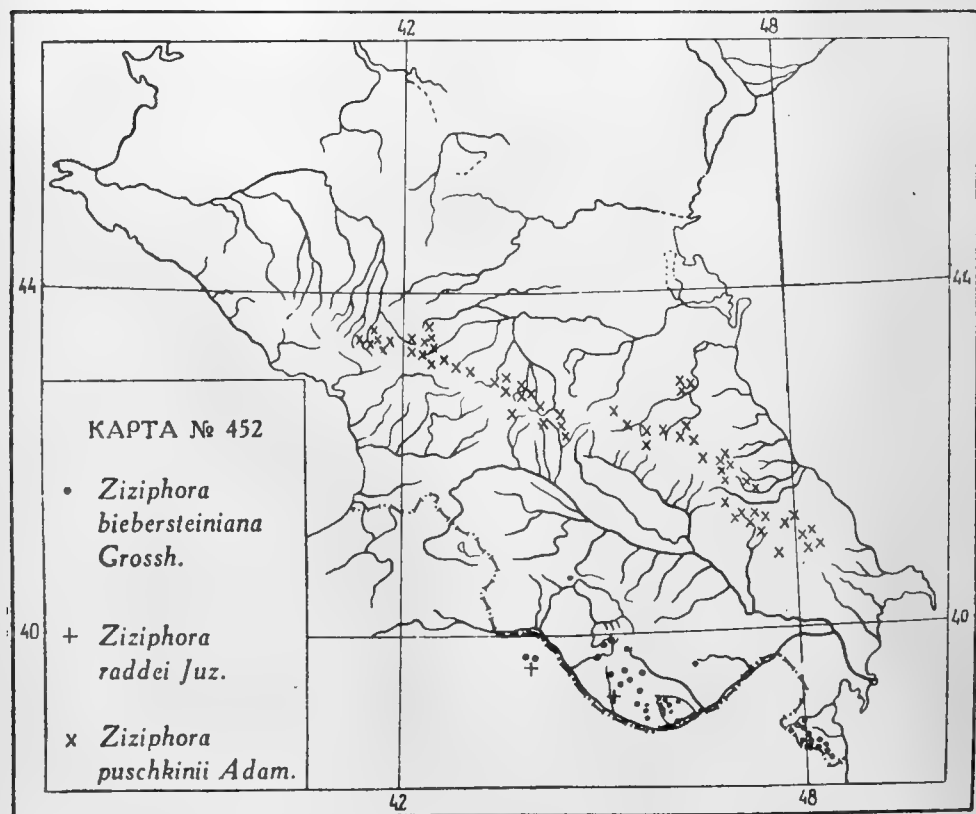 42 48
44 44
КАРТА № 452
• Ziziphora
biebersteiniana
Grossh.
40 40
+ Ziziphora
raddei Juz.
x Ziziphora
puschkinii Adam.
42 48